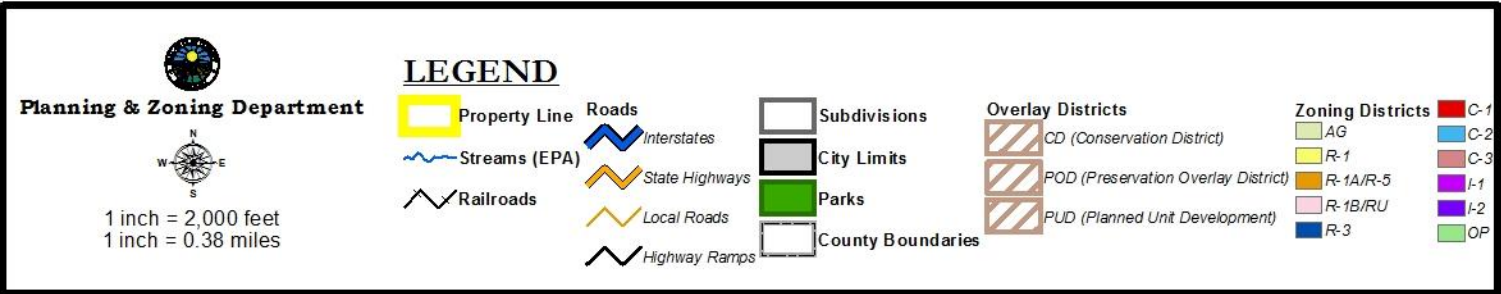 Planning & Zoning Department
N
W E
S
1 inch = 2,000 feet
1 inch = 0.38 miles
LEGEND
Property Line
Streams (EPA)
Railroads
Roads
Interstates
State Highways
Local Roads
Highway Ramps
Subdivisions
City Limits
Parks
County Boundaries
Overlay Districts
CD (Conservation District)
POD (Preservation Overlay District)
PUD (Planned Unit Development)
Zoning Districts
AG
R-1
R-1A/R-5
R-1B/RU
R-3
C-1
C-2
C-3
I-1
I-2
OP